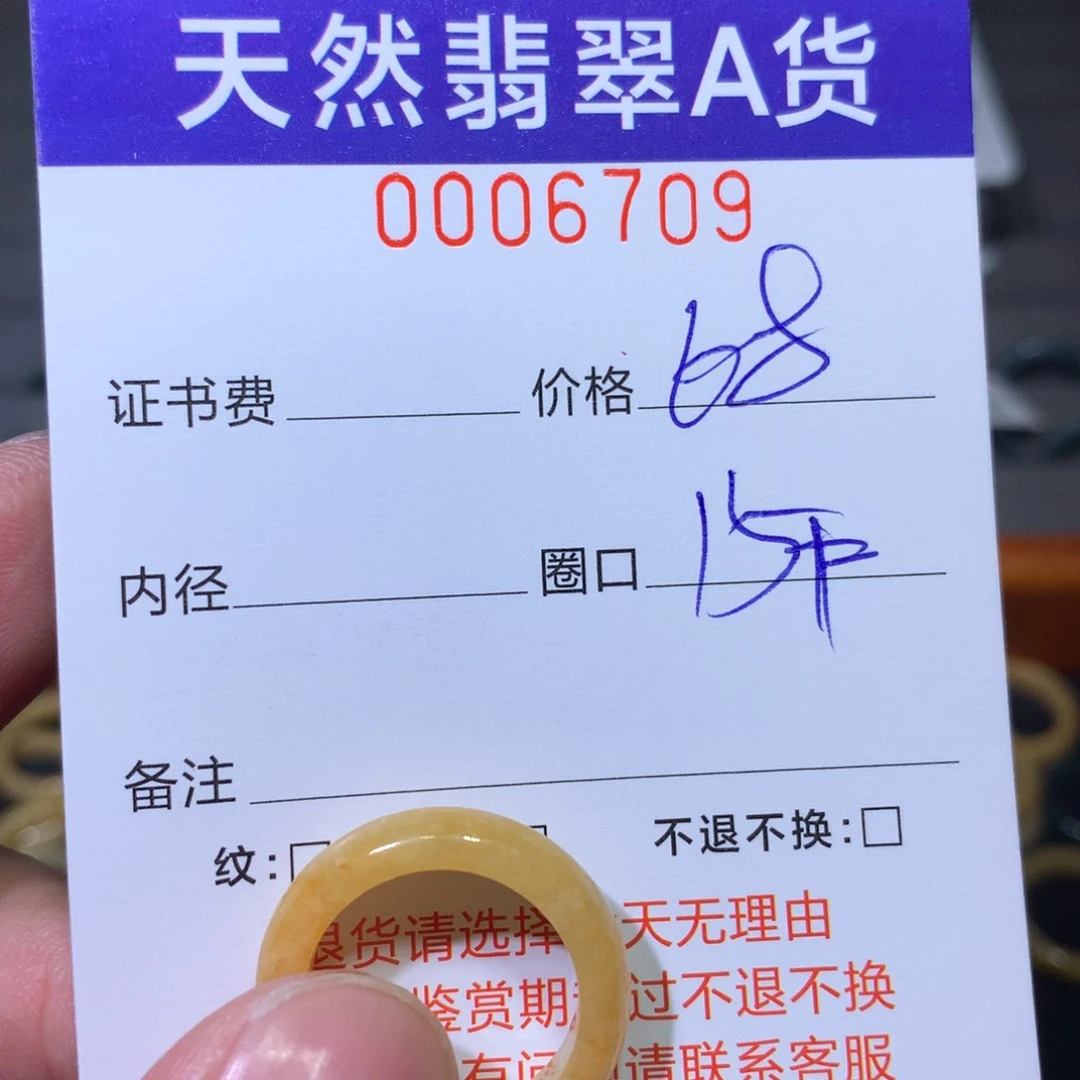 天然翡翠A货
0006709
证书费 价格 68
内径 圈口 15
备注
纹:□ 不退不换:□
退货请选择 天无理由
鉴赏期 过不退不换
有问 请联系客服